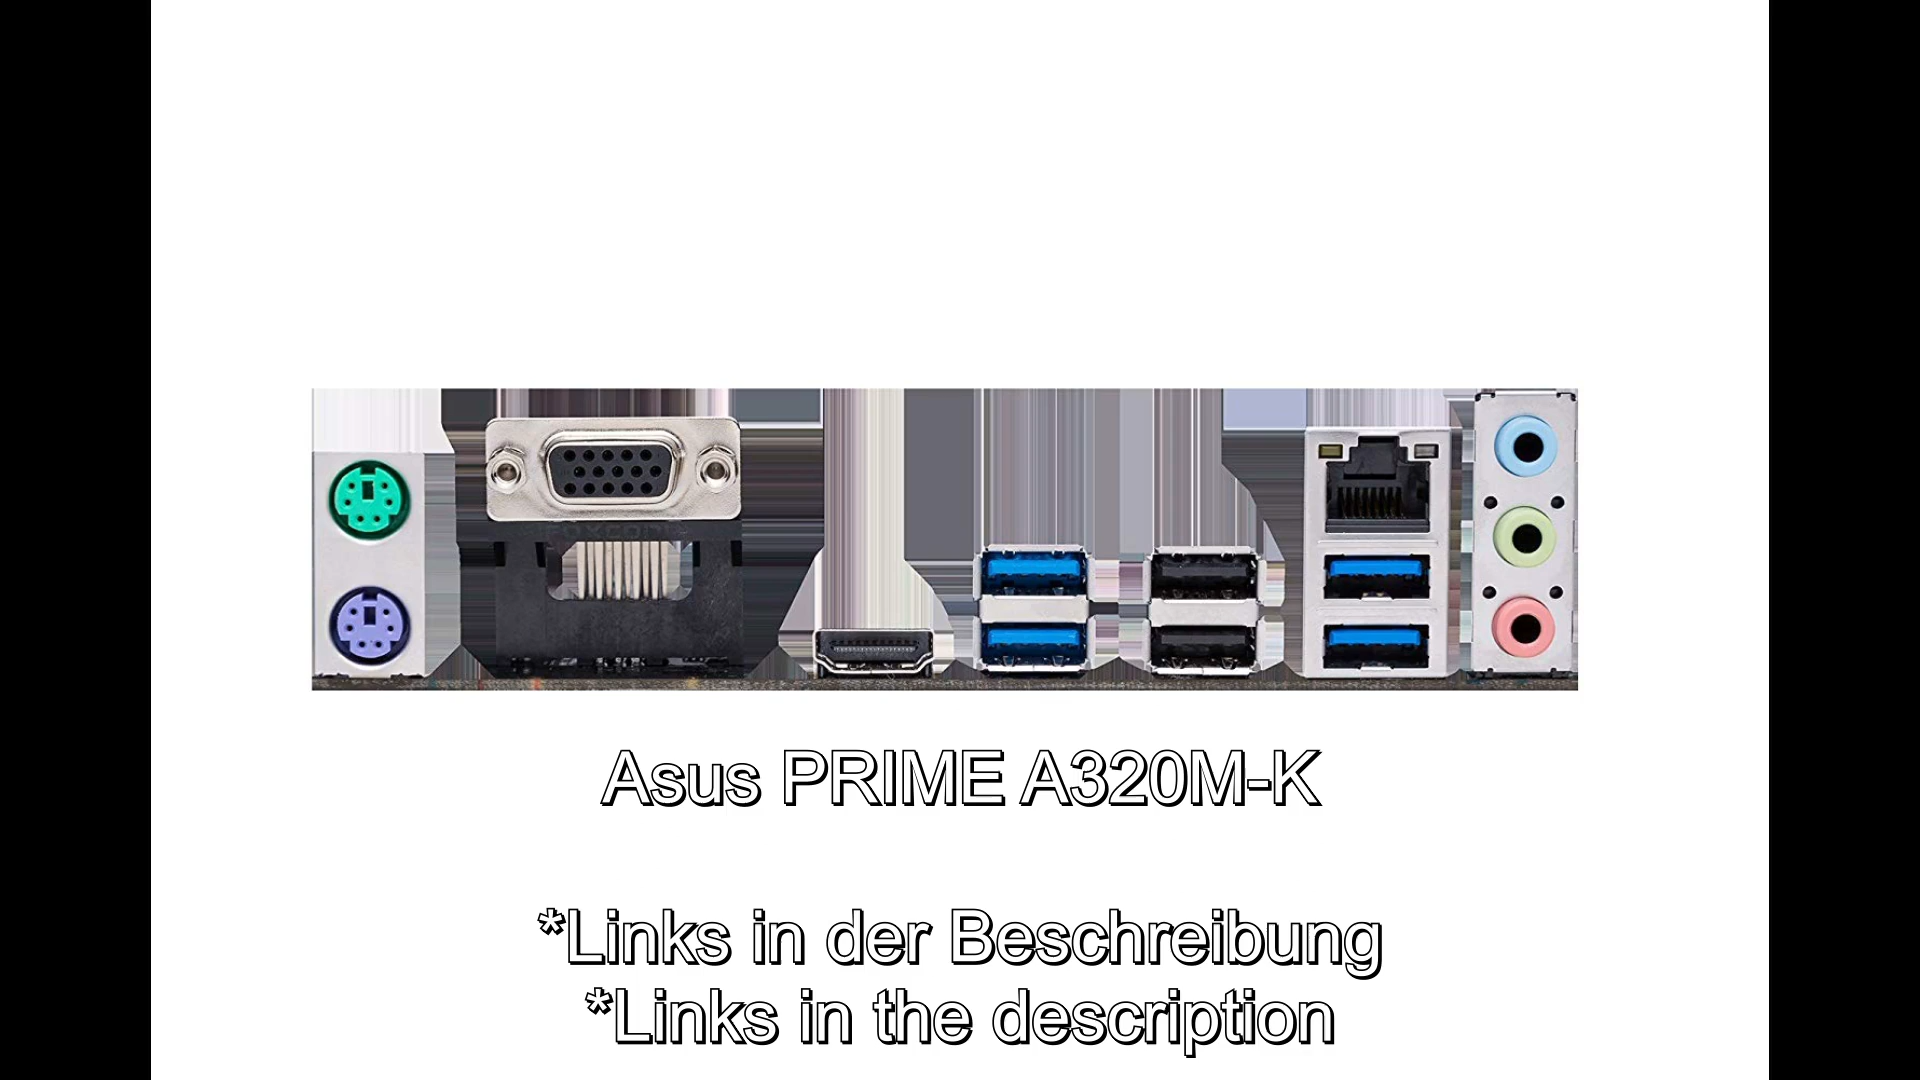 Asus PRIME A320M-K
*Links in der Beschreibung
*Links in the description